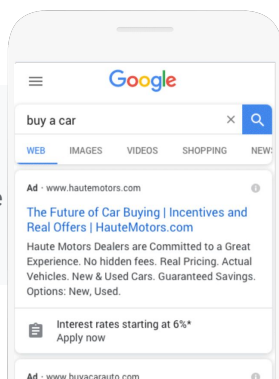 Google
buy a car
WEB IMAGES VIDEOS SHOPPING NEWS
Ad · www.hautemotors.com
The Future of Car Buying | Incentives and
Real Offers | HauteMotors.com
Haute Motors Dealers are Committed to a Great
Experience. No hidden fees. Real Pricing. Actual
Vehicles. New & Used Cars. Guaranteed Savings.
Options: New, Used.
Interest rates starting at 6%*
Apply now
Ad · www.buyacarauto.com